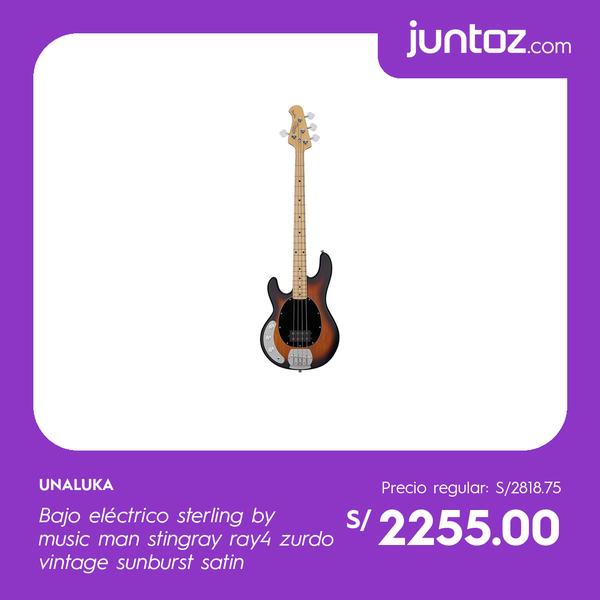 juntoz.com
UNALUKA
Bajo eléctrico sterling by
music man stingray ray4 zurdo
vintage sunburst satin
Precio regular: S/2818.75
S/ 2255.00